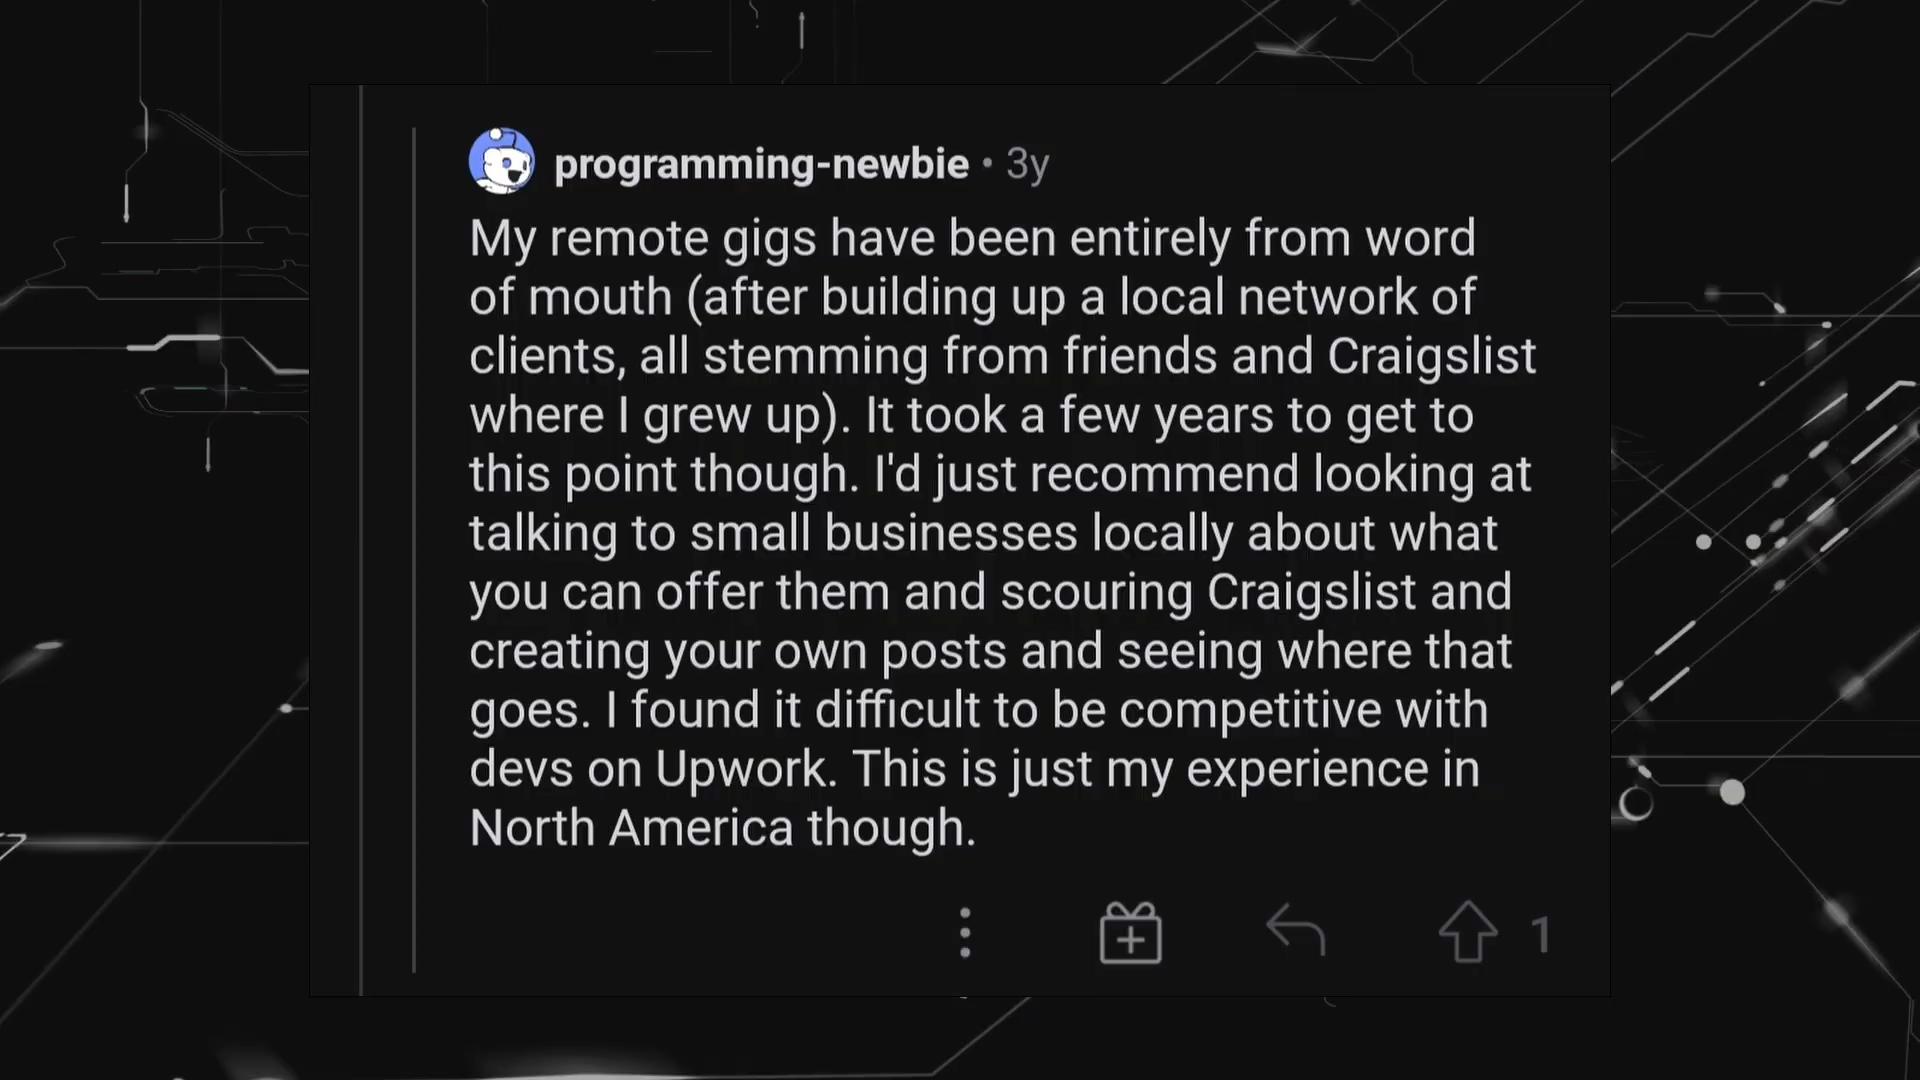 programming-newbie • 3y
My remote gigs have been entirely from word
of mouth (after building up a local network of
clients, all stemming from friends and Craigslist
where I grew up). It took a few years to get to
this point though. I'd just recommend looking at
talking to small businesses locally about what
you can offer them and scouring Craigslist and
creating your own posts and seeing where that
goes. I found it difficult to be competitive with
devs on Upwork. This is just my experience in
North America though.
1